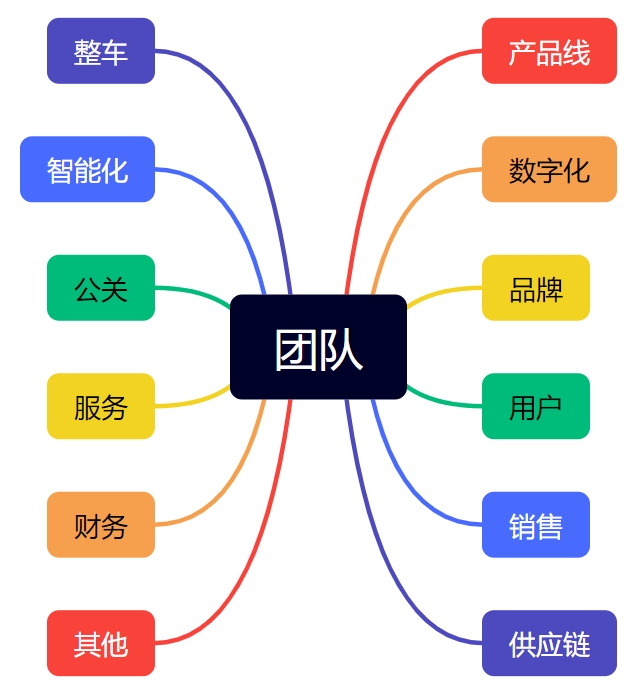 整车
产品线
智能化
数字化
公关
品牌
团队
服务
用户
财务
销售
其他
供应链